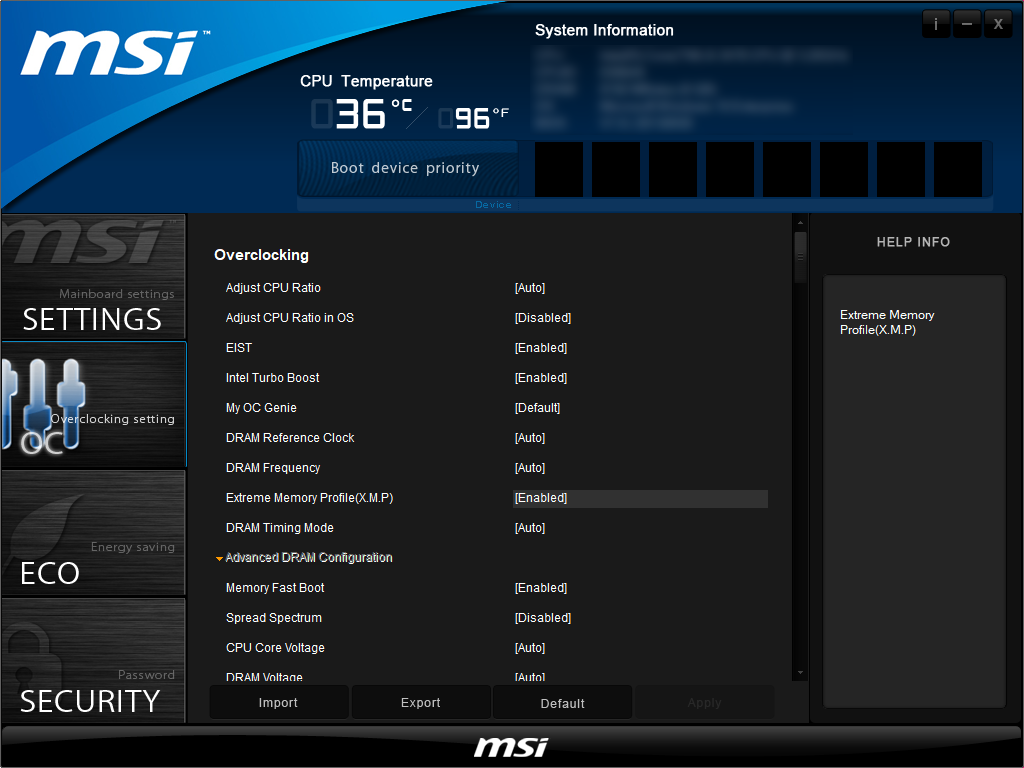 msi™
System Information
i
X
CPU Temperature
36°C
96°F
Boot device priority
Device
msi
Mainboard settings
SETTINGS
Overclocking setting
OC
Energy saving
ECO
Password
SECURITY
Overclocking
Adjust CPU Ratio [Auto]
Adjust CPU Ratio in OS [Disabled]
EIST [Enabled]
Intel Turbo Boost [Enabled]
My OC Genie [Default]
DRAM Reference Clock [Auto]
DRAM Frequency [Auto]
Extreme Memory Profile(X.M.P) [Enabled]
DRAM Timing Mode [Auto]
Advanced DRAM Configuration
Memory Fast Boot [Enabled]
Spread Spectrum [Disabled]
CPU Core Voltage [Auto]
DRAM Voltage [Auto]
Import
Export
Default
Apply
HELP INFO
Extreme Memory
Profile(X.M.P)
msi